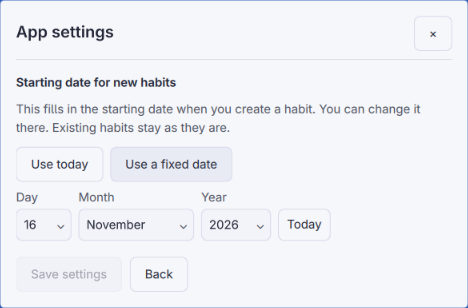 App settings
×
Starting date for new habits
This fills in the starting date when you create a habit. You can change it
there. Existing habits stay as they are.
Use today Use a fixed date
Day Month Year
16 November 2026 Today
Save settings Back